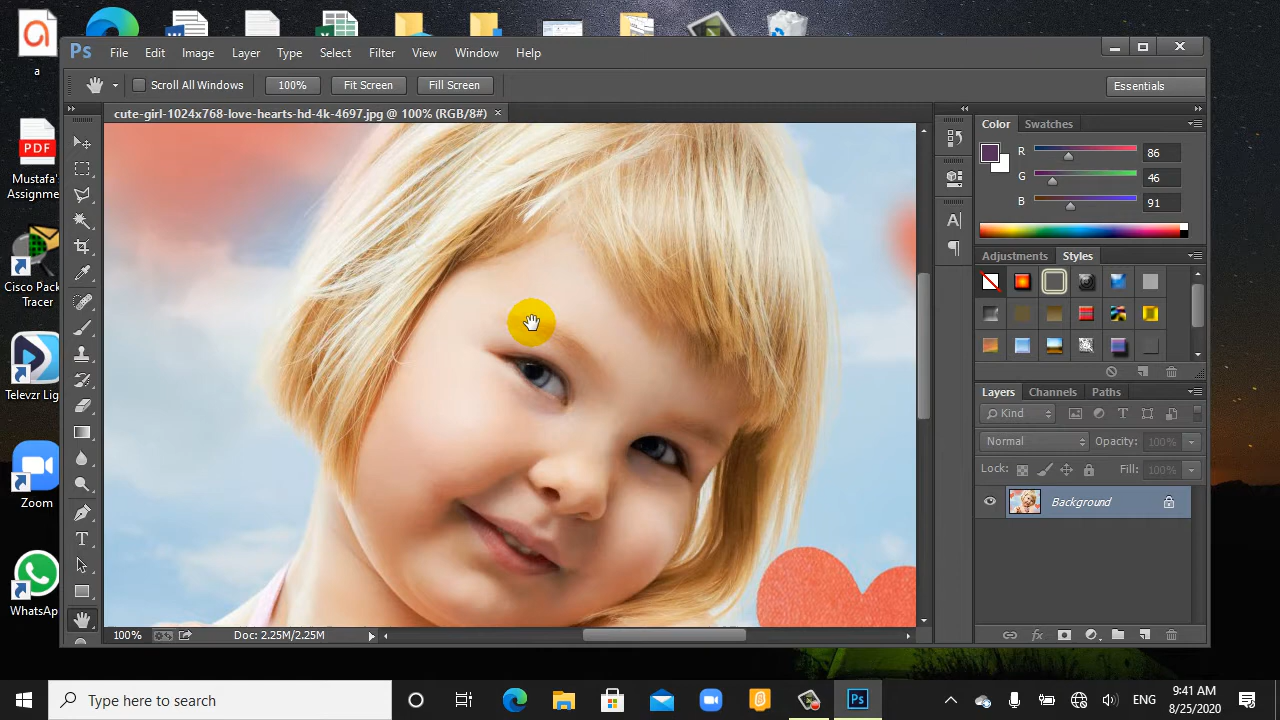 a
PDF
Mustafa'
Assignme
Cisco Pack
Tracer
Televzr Lig
Zoom
WhatsAp
Ps File Edit Image Layer Type Select Filter View Window Help
Scroll All Windows 100% Fit Screen Fill Screen Essentials
cute-girl-1024x768-love-hearts-hd-4k-4697.jpg @ 100% (RGB/8#) ×
Color Swatches
R 86
G 46
B 91
Adjustments Styles
Layers Channels Paths
Kind
Normal Opacity: 100%
Lock: Fill: 100%
Background
100% Doc: 2.25M/2.25M
Type here to search
Ps
ENG
9:41 AM
8/25/2020